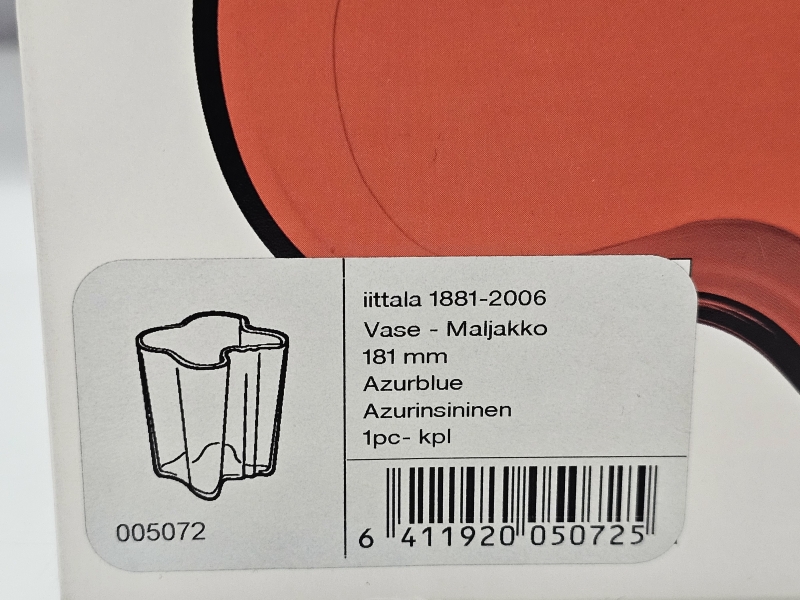 iittala 1881-2006
Vase - Maljakko
181 mm
Azurblue
Azurinsininen
1pc- kpl
005072
6 411920 050725